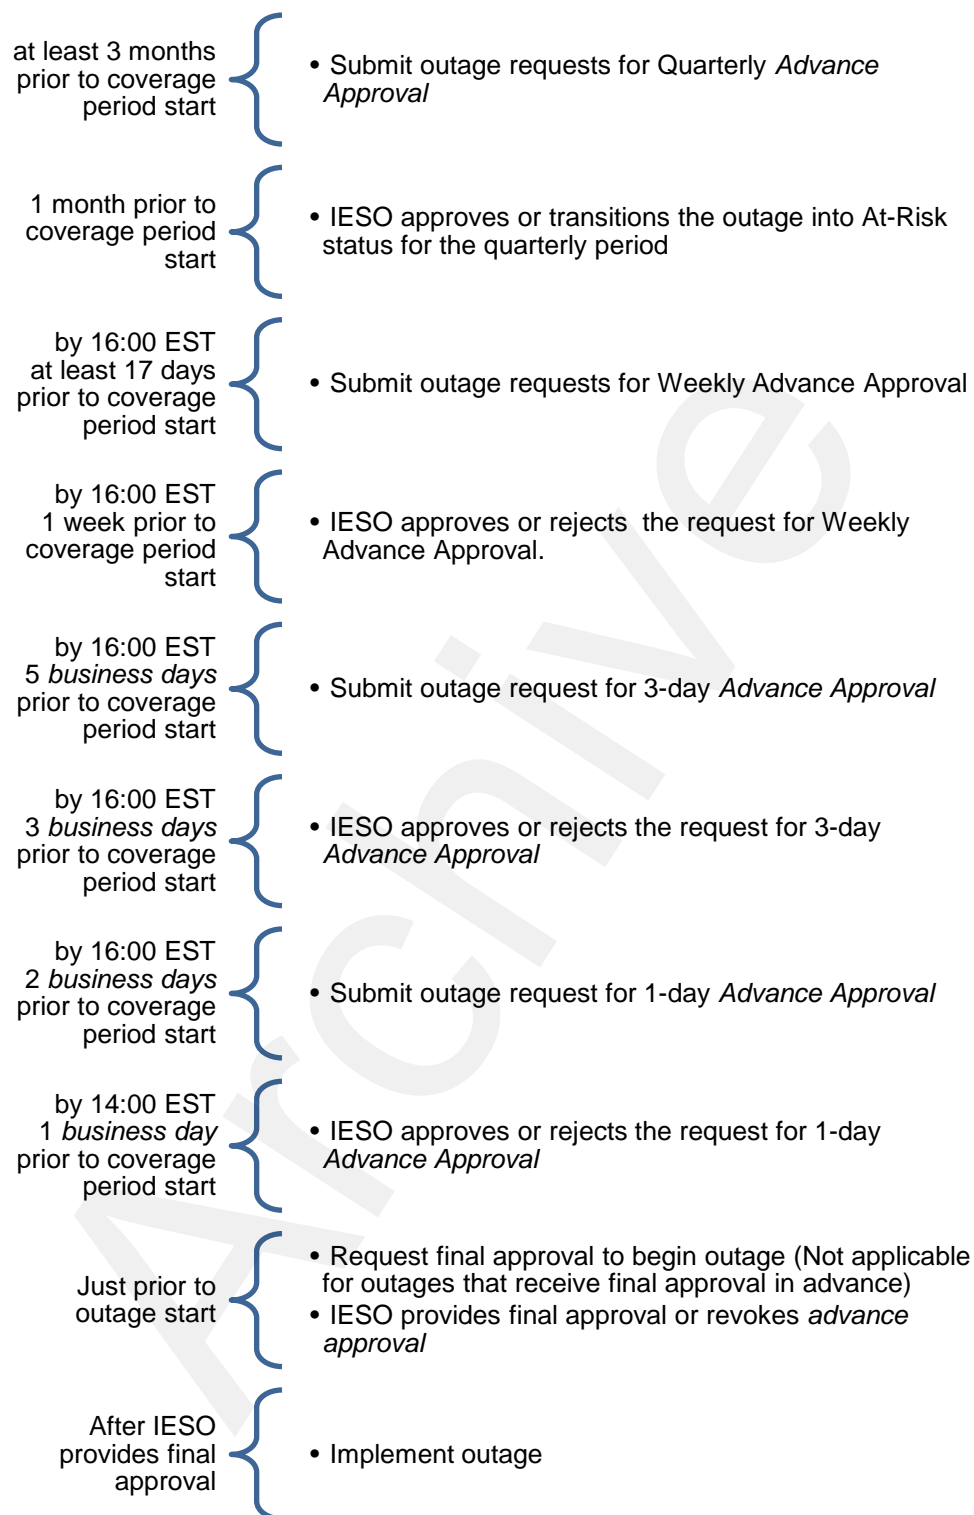 at least 3 months
prior to coverage
period start
• Submit outage requests for Quarterly Advance
Approval
1 month prior to
coverage period
start
• IESO approves or transitions the outage into At-Risk
status for the quarterly period
by 16:00 EST
at least 17 days
prior to coverage
period start
• Submit outage requests for Weekly Advance Approval
by 16:00 EST
1 week prior to
coverage period
start
• IESO approves or rejects  the request for Weekly
Advance Approval.
by 16:00 EST
5 business days
prior to coverage
period start
• Submit outage request for 3-day Advance Approval
by 16:00 EST
3 business days
prior to coverage
period start
• IESO approves or rejects the request for 3-day
Advance Approval
by 16:00 EST
2 business days
prior to coverage
period start
• Submit outage request for 1-day Advance Approval
by 14:00 EST
1 business day
prior to coverage
period start
• IESO approves or rejects the request for 1-day
Advance Approval
Just prior to
outage start
• Request final approval to begin outage (Not applicable
for outages that receive final approval in advance)
• IESO provides final approval or revokes advance
approval
After IESO
provides final
approval
• Implement outage
Archive